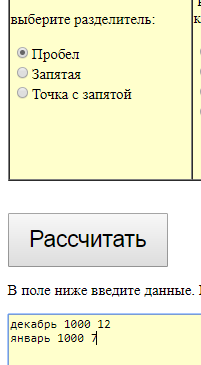 выберите разделитель:
Пробел
Запятая
Точка с запятой
Рассчитать
В поле ниже введите данные.
декабрь 1000 12
январь 1000 7